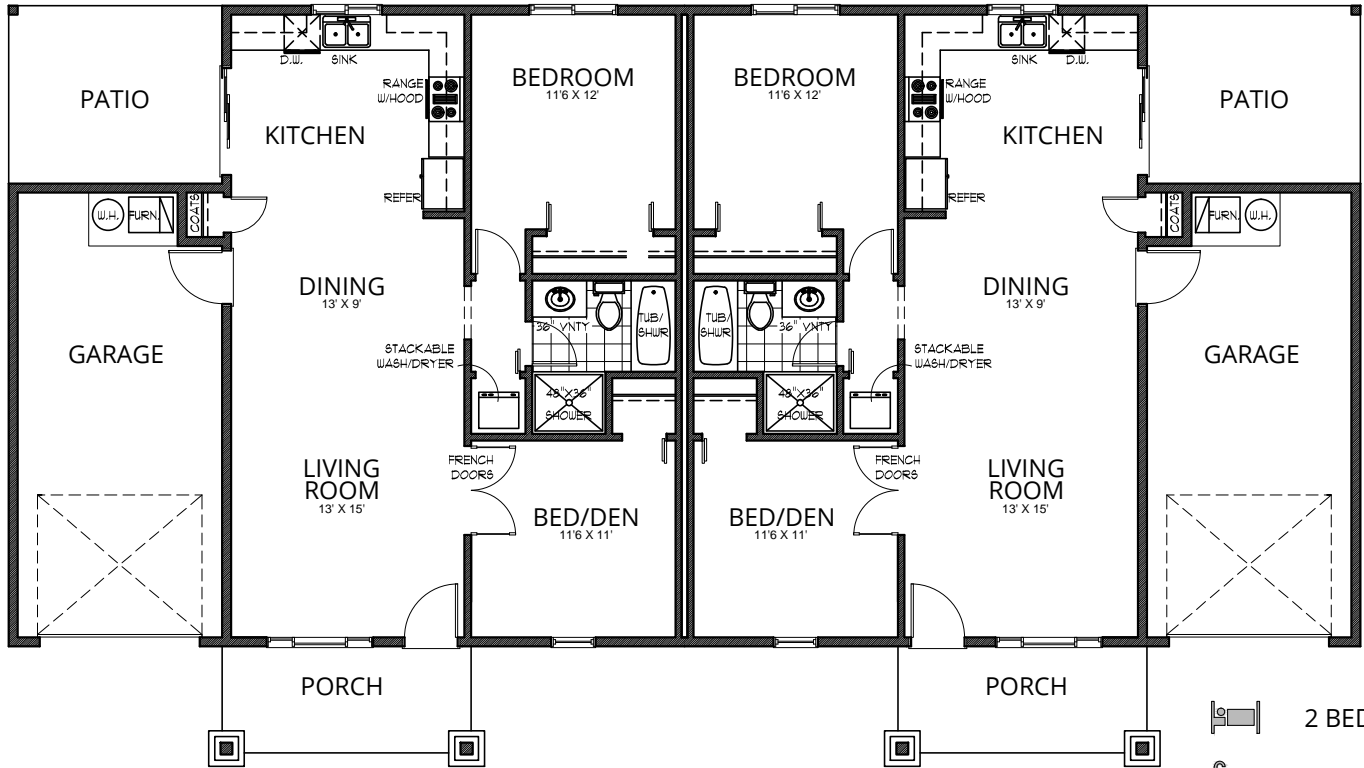 D.W.
SINK
RANGE
W/HOOD
BEDROOM
11'6 X 12'
BEDROOM
11'6 X 12'
RANGE
W/HOOD
SINK
D.W.
PATIO
KITCHEN
KITCHEN
PATIO
REFER
REFER
W.H.
FURN.
COATS
COATS
FURN.
W.H.
DINING
13' X 9'
36" VNTY
TUB/
SHWR
TUB/
SHWR
36" VNTY
DINING
13' X 9'
GARAGE
STACKABLE
WASH/DRYER
STACKABLE
WASH/DRYER
GARAGE
48"X36"
SHOWER
48"X36"
SHOWER
LIVING
ROOM
13' X 15'
FRENCH
DOORS
BED/DEN
11'6 X 11'
BED/DEN
11'6 X 11'
FRENCH
DOORS
LIVING
ROOM
13' X 15'
PORCH
PORCH
2 BED